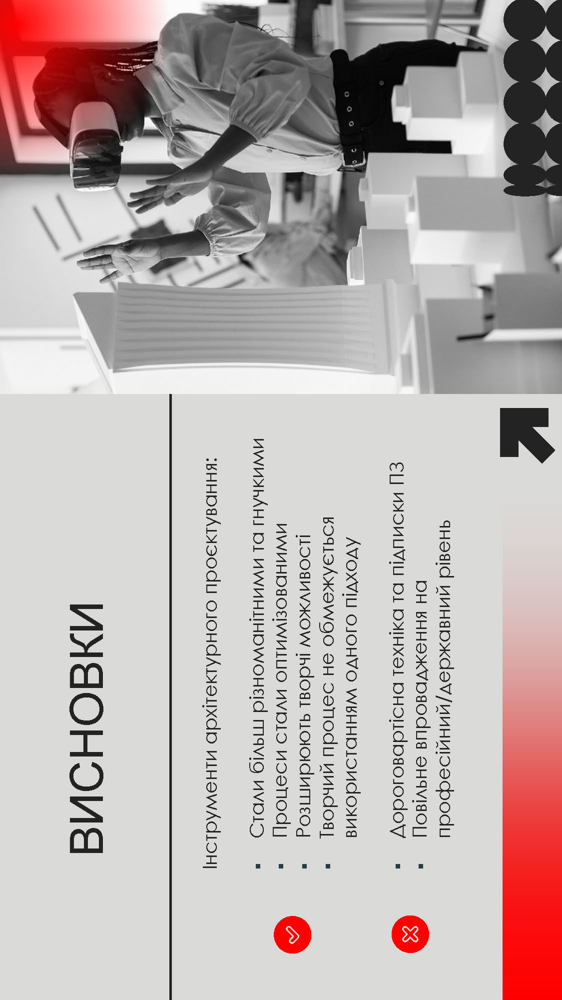 ВИСНОВКИ
Інструменти архітектурного проєктування:
Стали більш різноманітними та гнучкими
Процеси стали оптимізованими
Розширюють творчі можливості
Творчий процес не обмежується
використанням одного підходу
Дороговартісна техніка та підписки ПЗ
Повільне впровадження на
професійний/державний рівень